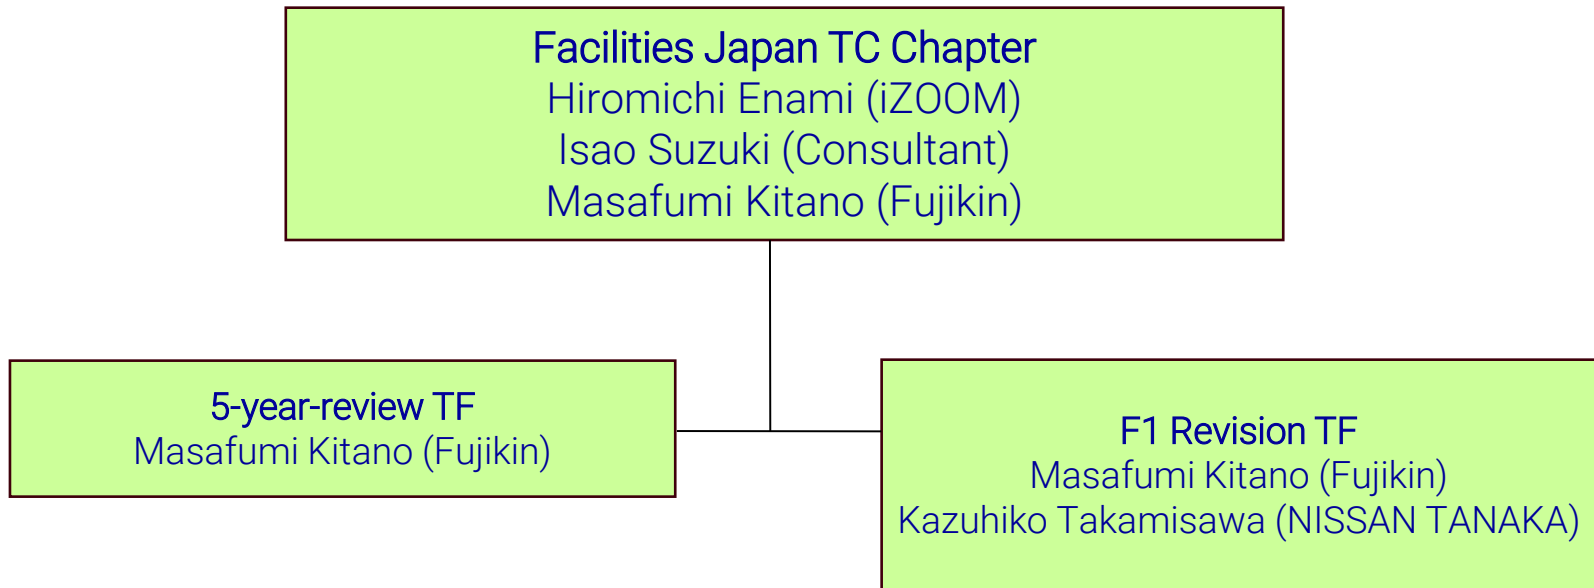 Facilities Japan TC Chapter
Hiromichi Enami (iZOOM)
Isao Suzuki (Consultant)
Masafumi Kitano (Fujikin)
5-year-review TF
Masafumi Kitano (Fujikin)
F1 Revision TF
Masafumi Kitano (Fujikin)
Kazuhiko Takamisawa (NISSAN TANAKA)